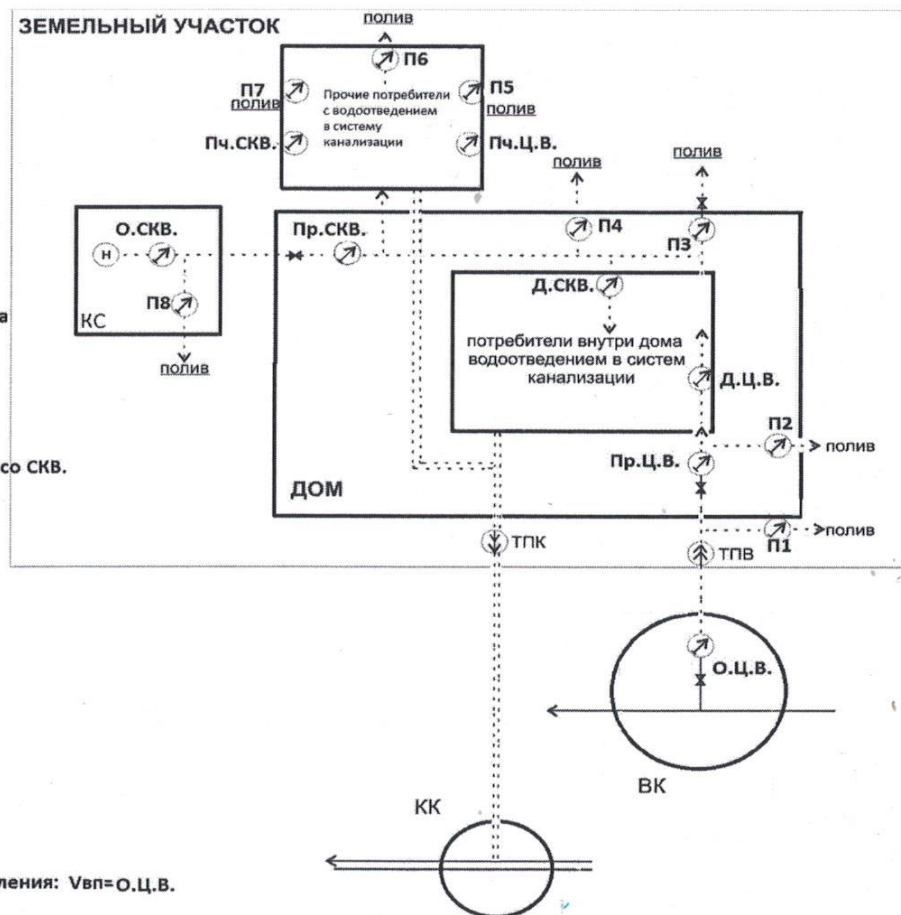 ЗЕМЕЛЬНЫЙ УЧАСТОК
полив
П6
П7
полив
Прочие потребители
с водоотведением
в систему
канализации
П5
полив
Пч.СКВ.
Пч.Ц.В.
полив
полив
О.СКВ.
Н
П8
КС
полив
Пр.СКВ.
П4
П3
Д.СКВ.
потребители внутри дома
водоотведением в систем
канализации
Д.Ц.В.
П2
полив
Пр.Ц.В.
а
со СКВ.
ДОМ
П1
полив
ТПК
ТПВ
О.Ц.В.
ВК
КК
ления: Vвп=О.Ц.В.